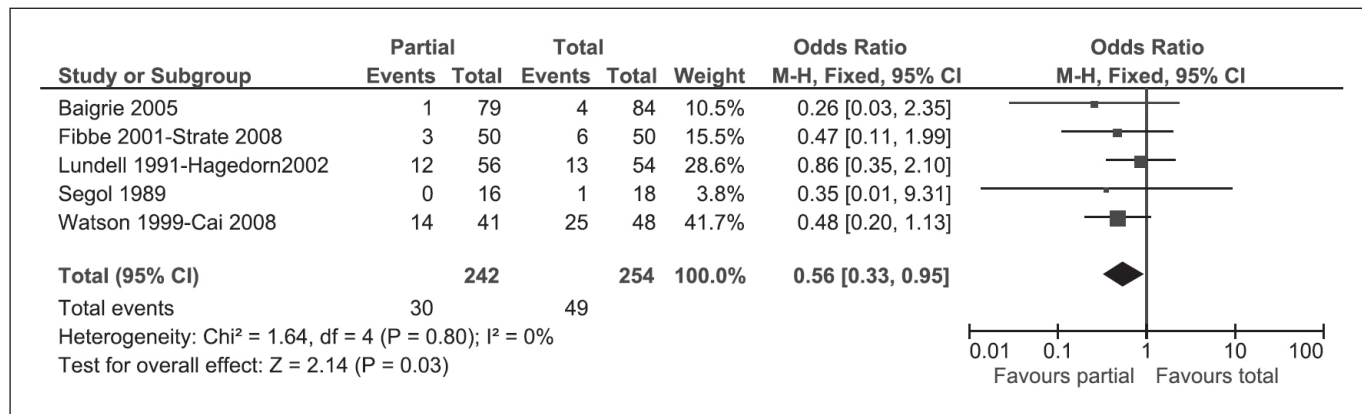 Partial Total Odds Ratio Odds Ratio
Study or Subgroup Events Total Events Total Weight M-H, Fixed, 95% CI M-H, Fixed, 95% CI
Baigrie 2005 1 79 4 84 10.5% 0.26 [0.03, 2.35]
Fibbe 2001-Strate 2008 3 50 6 50 15.5% 0.47 [0.11, 1.99]
Lundell 1991-Hagedorn2002 12 56 13 54 28.6% 0.86 [0.35, 2.10]
Segol 1989 0 16 1 18 3.8% 0.35 [0.01, 9.31]
Watson 1999-Cai 2008 14 41 25 48 41.7% 0.48 [0.20, 1.13]
Total (95% CI) 242 254 100.0% 0.56 [0.33, 0.95]
Total events 30 49
Heterogeneity: Chi² = 1.64, df = 4 (P = 0.80); I² = 0%
Test for overall effect: Z = 2.14 (P = 0.03)
0.01 0.1 1 10 100
Favours partial Favours total